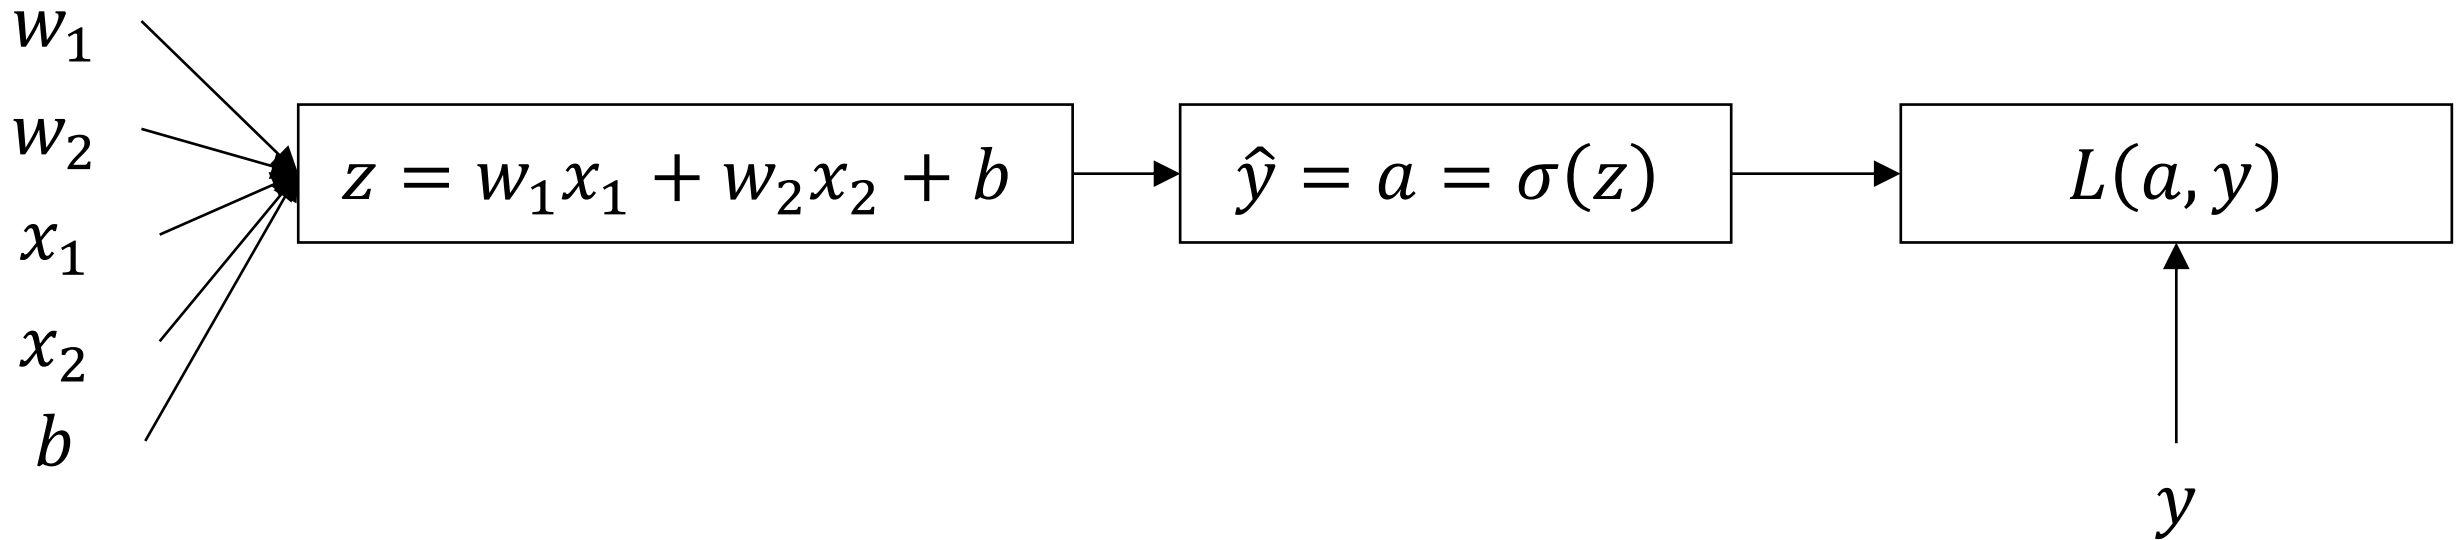 w₁
w₂
x₁
x₂
b
z = w₁x₁ + w₂x₂ + b
ŷ = a = σ(z)
L(a, y)
y